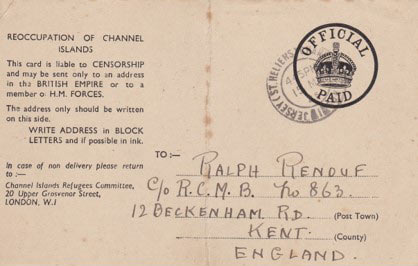 REOCCUPATION OF CHANNEL
ISLANDS
This card is liable to CENSORSHIP
and may be sent only to an address
in the BRITISH EMPIRE or to a
member of H.M. FORCES.
The address only should be written
on this side.
WRITE ADDRESS in BLOCK
LETTERS and if possible in ink.
In case of non delivery please return
to :—
Channel Islands Refugees Committee,
20 Upper Grosvenor Street,
LONDON, W.1
JERSEY (ST. HELIERS
OFFICIAL
PAID
TO :—
RALPH RENOUF
C/o R.C.M.B. No 863.
12 BECKENHAM RD. (Post Town)
KENT. (County)
ENGLAND.